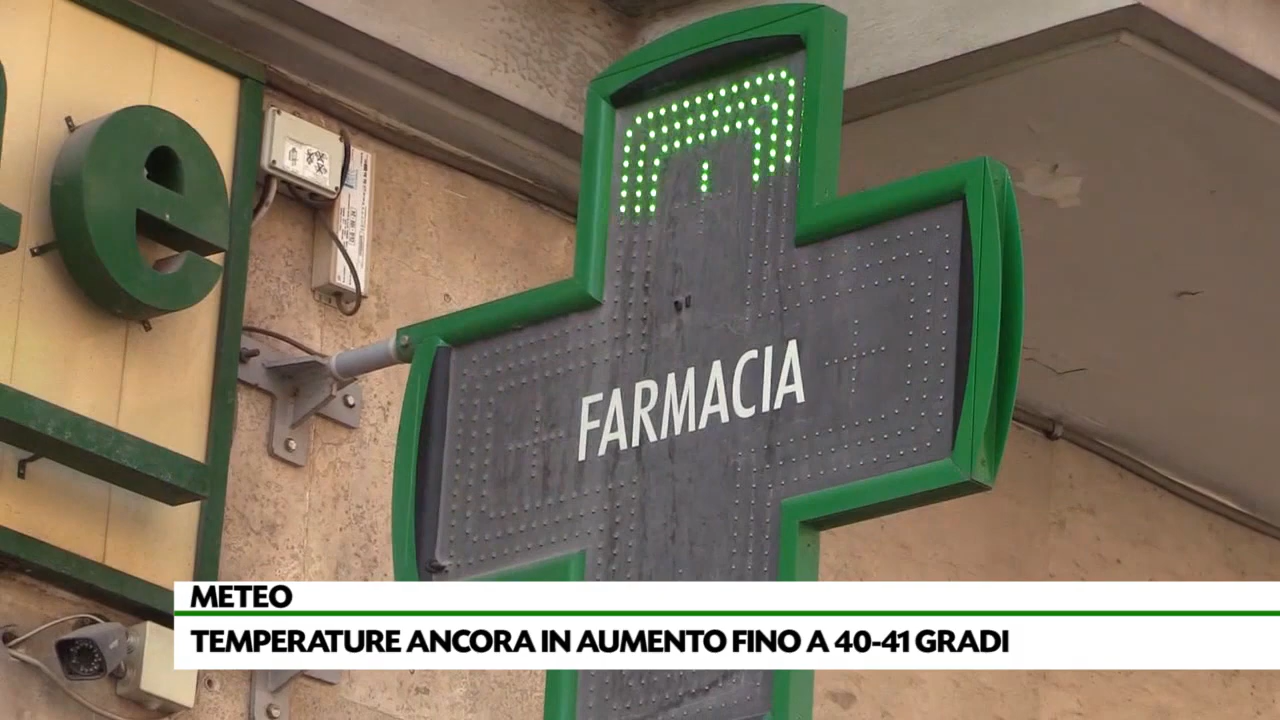 e
FARMACIA
METEO
TEMPERATURE ANCORA IN AUMENTO FINO A 40-41 GRADI